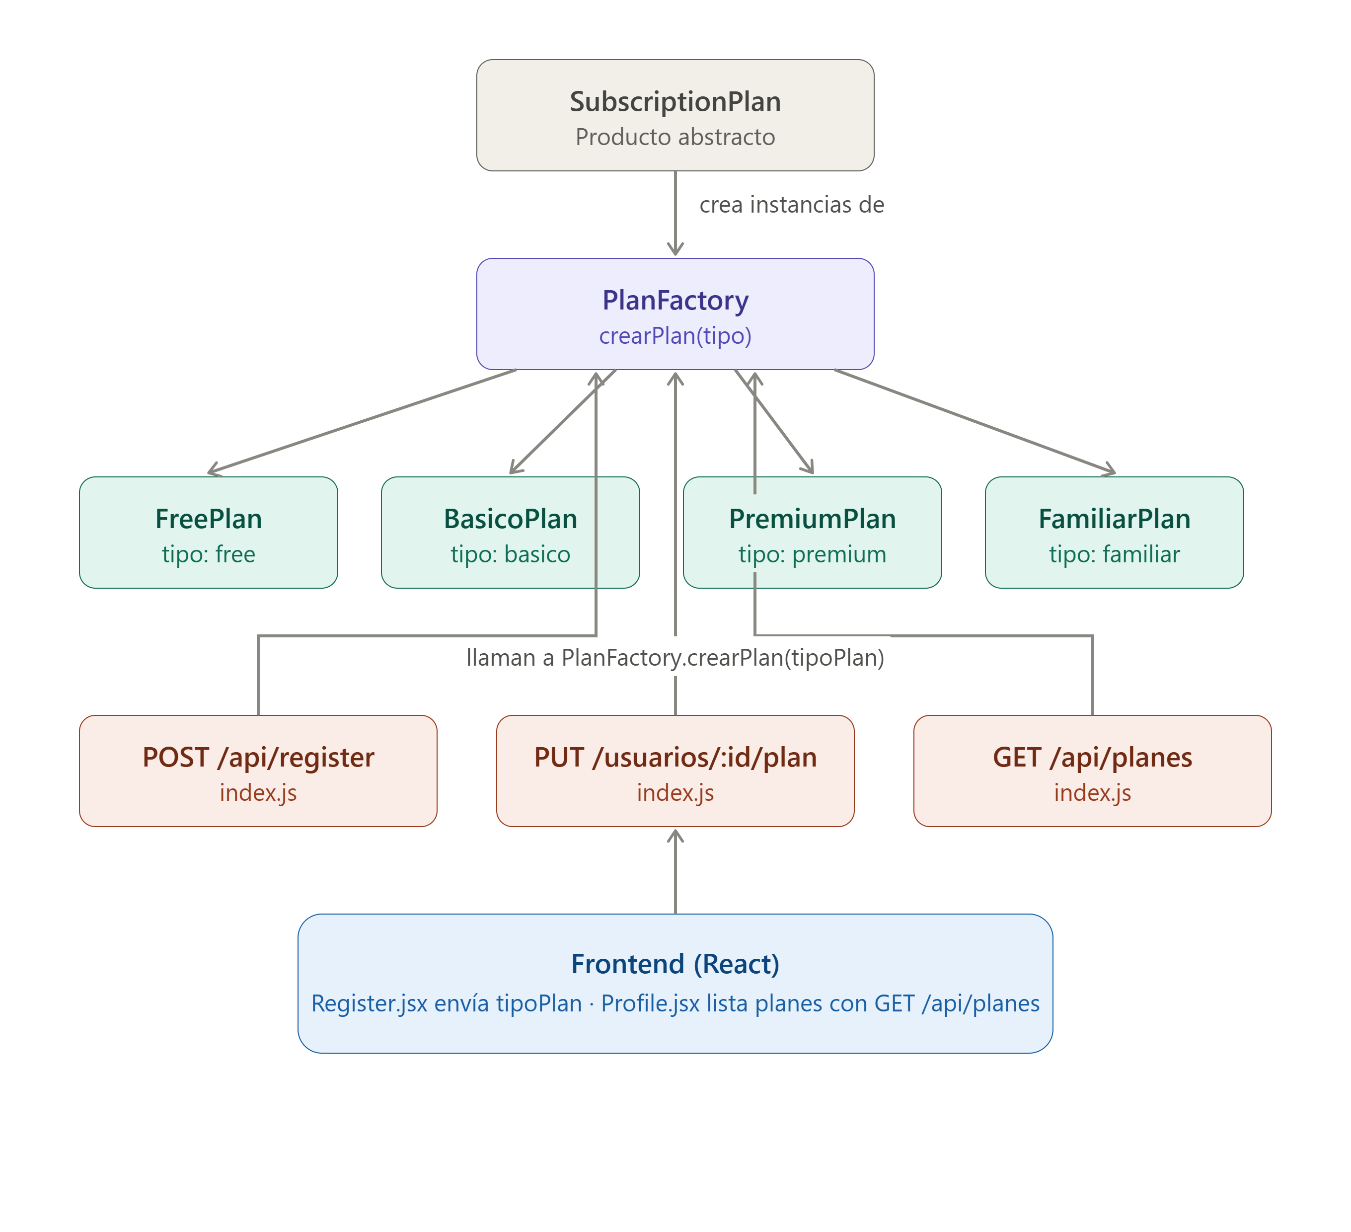 SubscriptionPlan
Producto abstracto
crea instancias de
PlanFactory
crearPlan(tipo)
FreePlan
tipo: free
BasicoPlan
tipo: basico
PremiumPlan
tipo: premium
FamiliarPlan
tipo: familiar
llaman a PlanFactory.crearPlan(tipoPlan)
POST /api/register
index.js
PUT /usuarios/:id/plan
index.js
GET /api/planes
index.js
Frontend (React)
Register.jsx envía tipoPlan · Profile.jsx lista planes con GET /api/planes